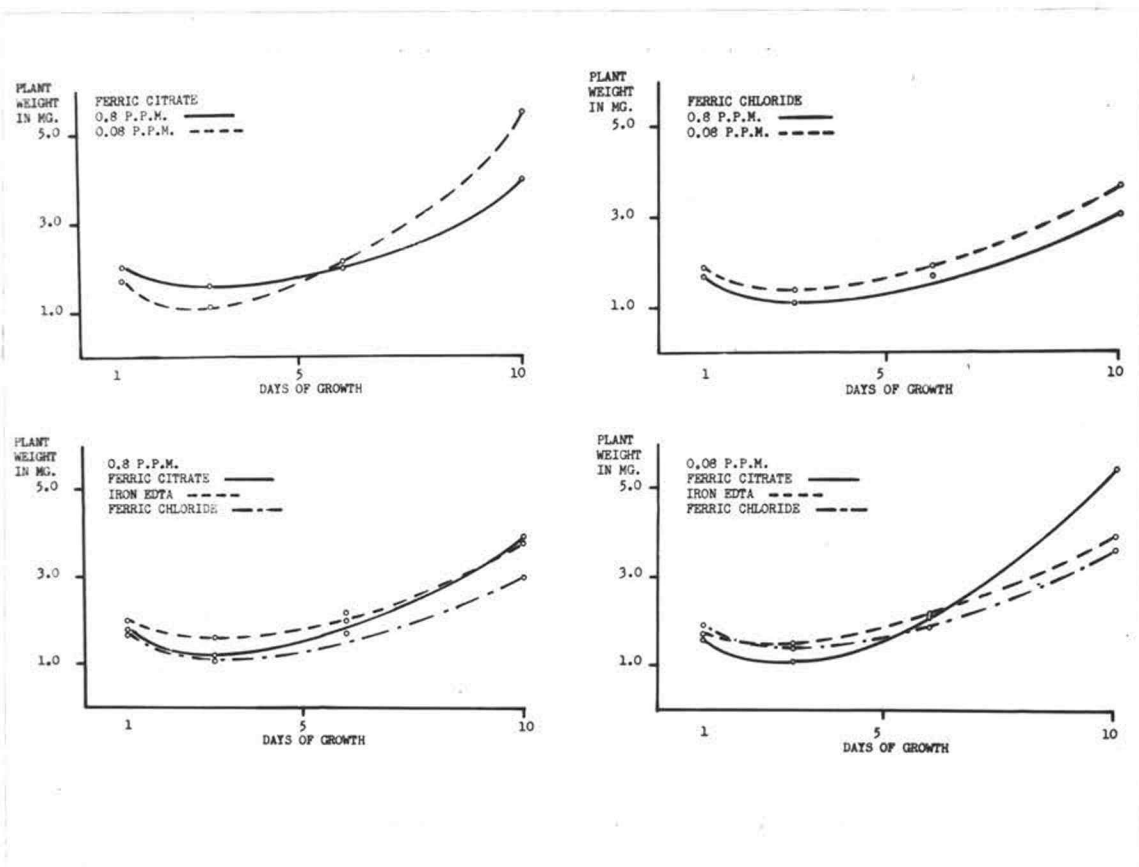 PLANT
WEIGHT
IN MG.
FERRIC CITRATE
0.8 P.P.M.
0.08 P.P.M.
5.0
3.0
1.0
1
5
10
DAYS OF GROWTH
PLANT
WEIGHT
IN MG.
FERRIC CHLORIDE
0.8 P.P.M.
0.08 P.P.M.
5.0
3.0
1.0
1
5
10
DAYS OF GROWTH
PLANT
WEIGHT
IN MG.
0.8 P.P.M.
FERRIC CITRATE
IRON EDTA
FERRIC CHLORIDE
5.0
3.0
1.0
1
5
10
DAYS OF GROWTH
PLANT
WEIGHT
IN MG.
0.08 P.P.M.
FERRIC CITRATE
IRON EDTA
FERRIC CHLORIDE
5.0
3.0
1.0
1
5
10
DAYS OF GROWTH